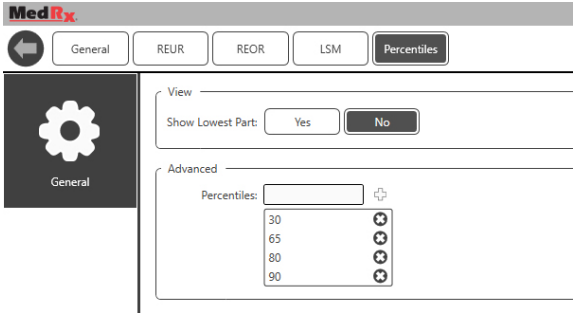 MedRx.
General REUR REOR LSM Percentiles
General
View
Show Lowest Part: Yes No
Advanced
Percentiles:
30
65
80
90